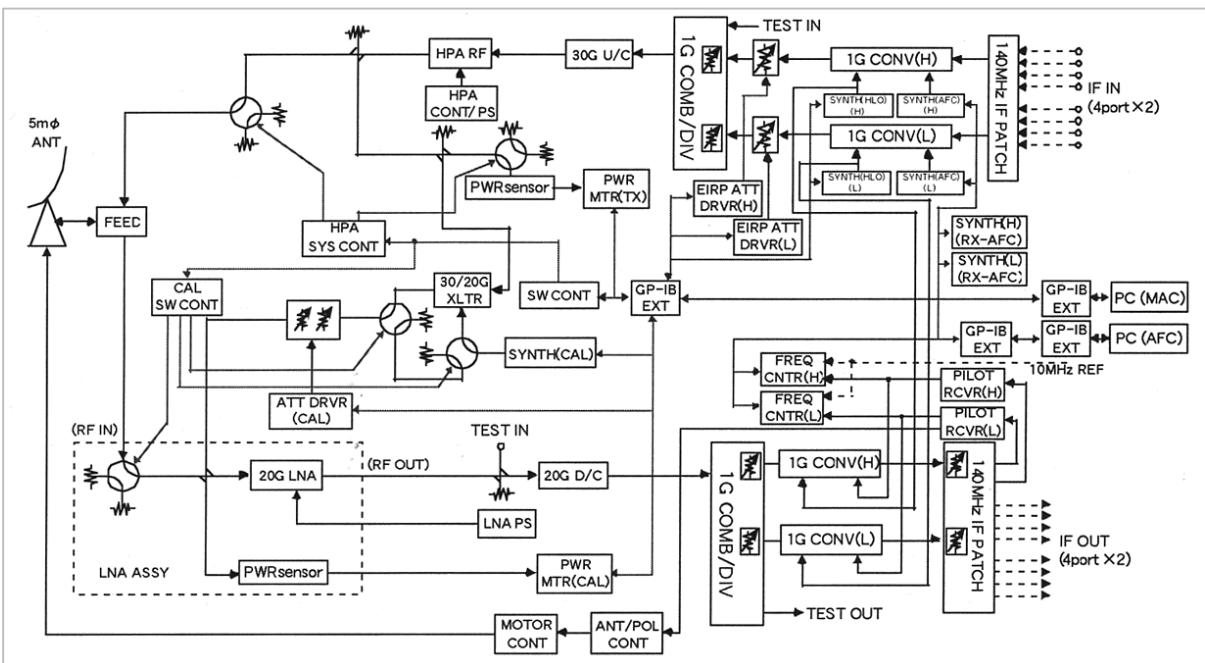 TEST IN
HPA RF
30G U/C
1G COMB/DIV
1G CONV(H)
140MHz IF PATCH
IF IN
(4port X2)
HPA
CONT/PS
SYNTH(HLO)
(H)
SYNTH(AFC)
(H)
1G CONV(L)
SYNTH(HLO)
(L)
SYNTH(AFC)
(L)
5mφ
ANT
FEED
PWRsensor
PWR
MTR(TX)
EIRP ATT
DRVR(H)
EIRP ATT
DRVR(L)
SYNTH(H)
(RX-AFC)
SYNTH(L)
(RX-AFC)
HPA
SYS CONT
CAL
SW CONT
30/20G
XLTR
SW CONT
GP-IB
EXT
GP-IB
EXT
PC (MAC)
GP-IB
EXT
GP-IB
EXT
PC (AFC)
SYNTH(CAL)
FREQ
CNTR(H)
10MHz REF
FREQ
CNTR(L)
PILOT
RCVR(H)
PILOT
RCVR(L)
ATT DRVR
(CAL)
(RF IN)
TEST IN
(RF OUT)
20G LNA
20G D/C
1G COMB/DIV
1G CONV(H)
140MHz IF PATCH
LNA PS
1G CONV(L)
IF OUT
(4port X2)
LNA ASSY
PWRsensor
PWR
MTR(CAL)
TEST OUT
MOTOR
CONT
ANT/POL
CONT